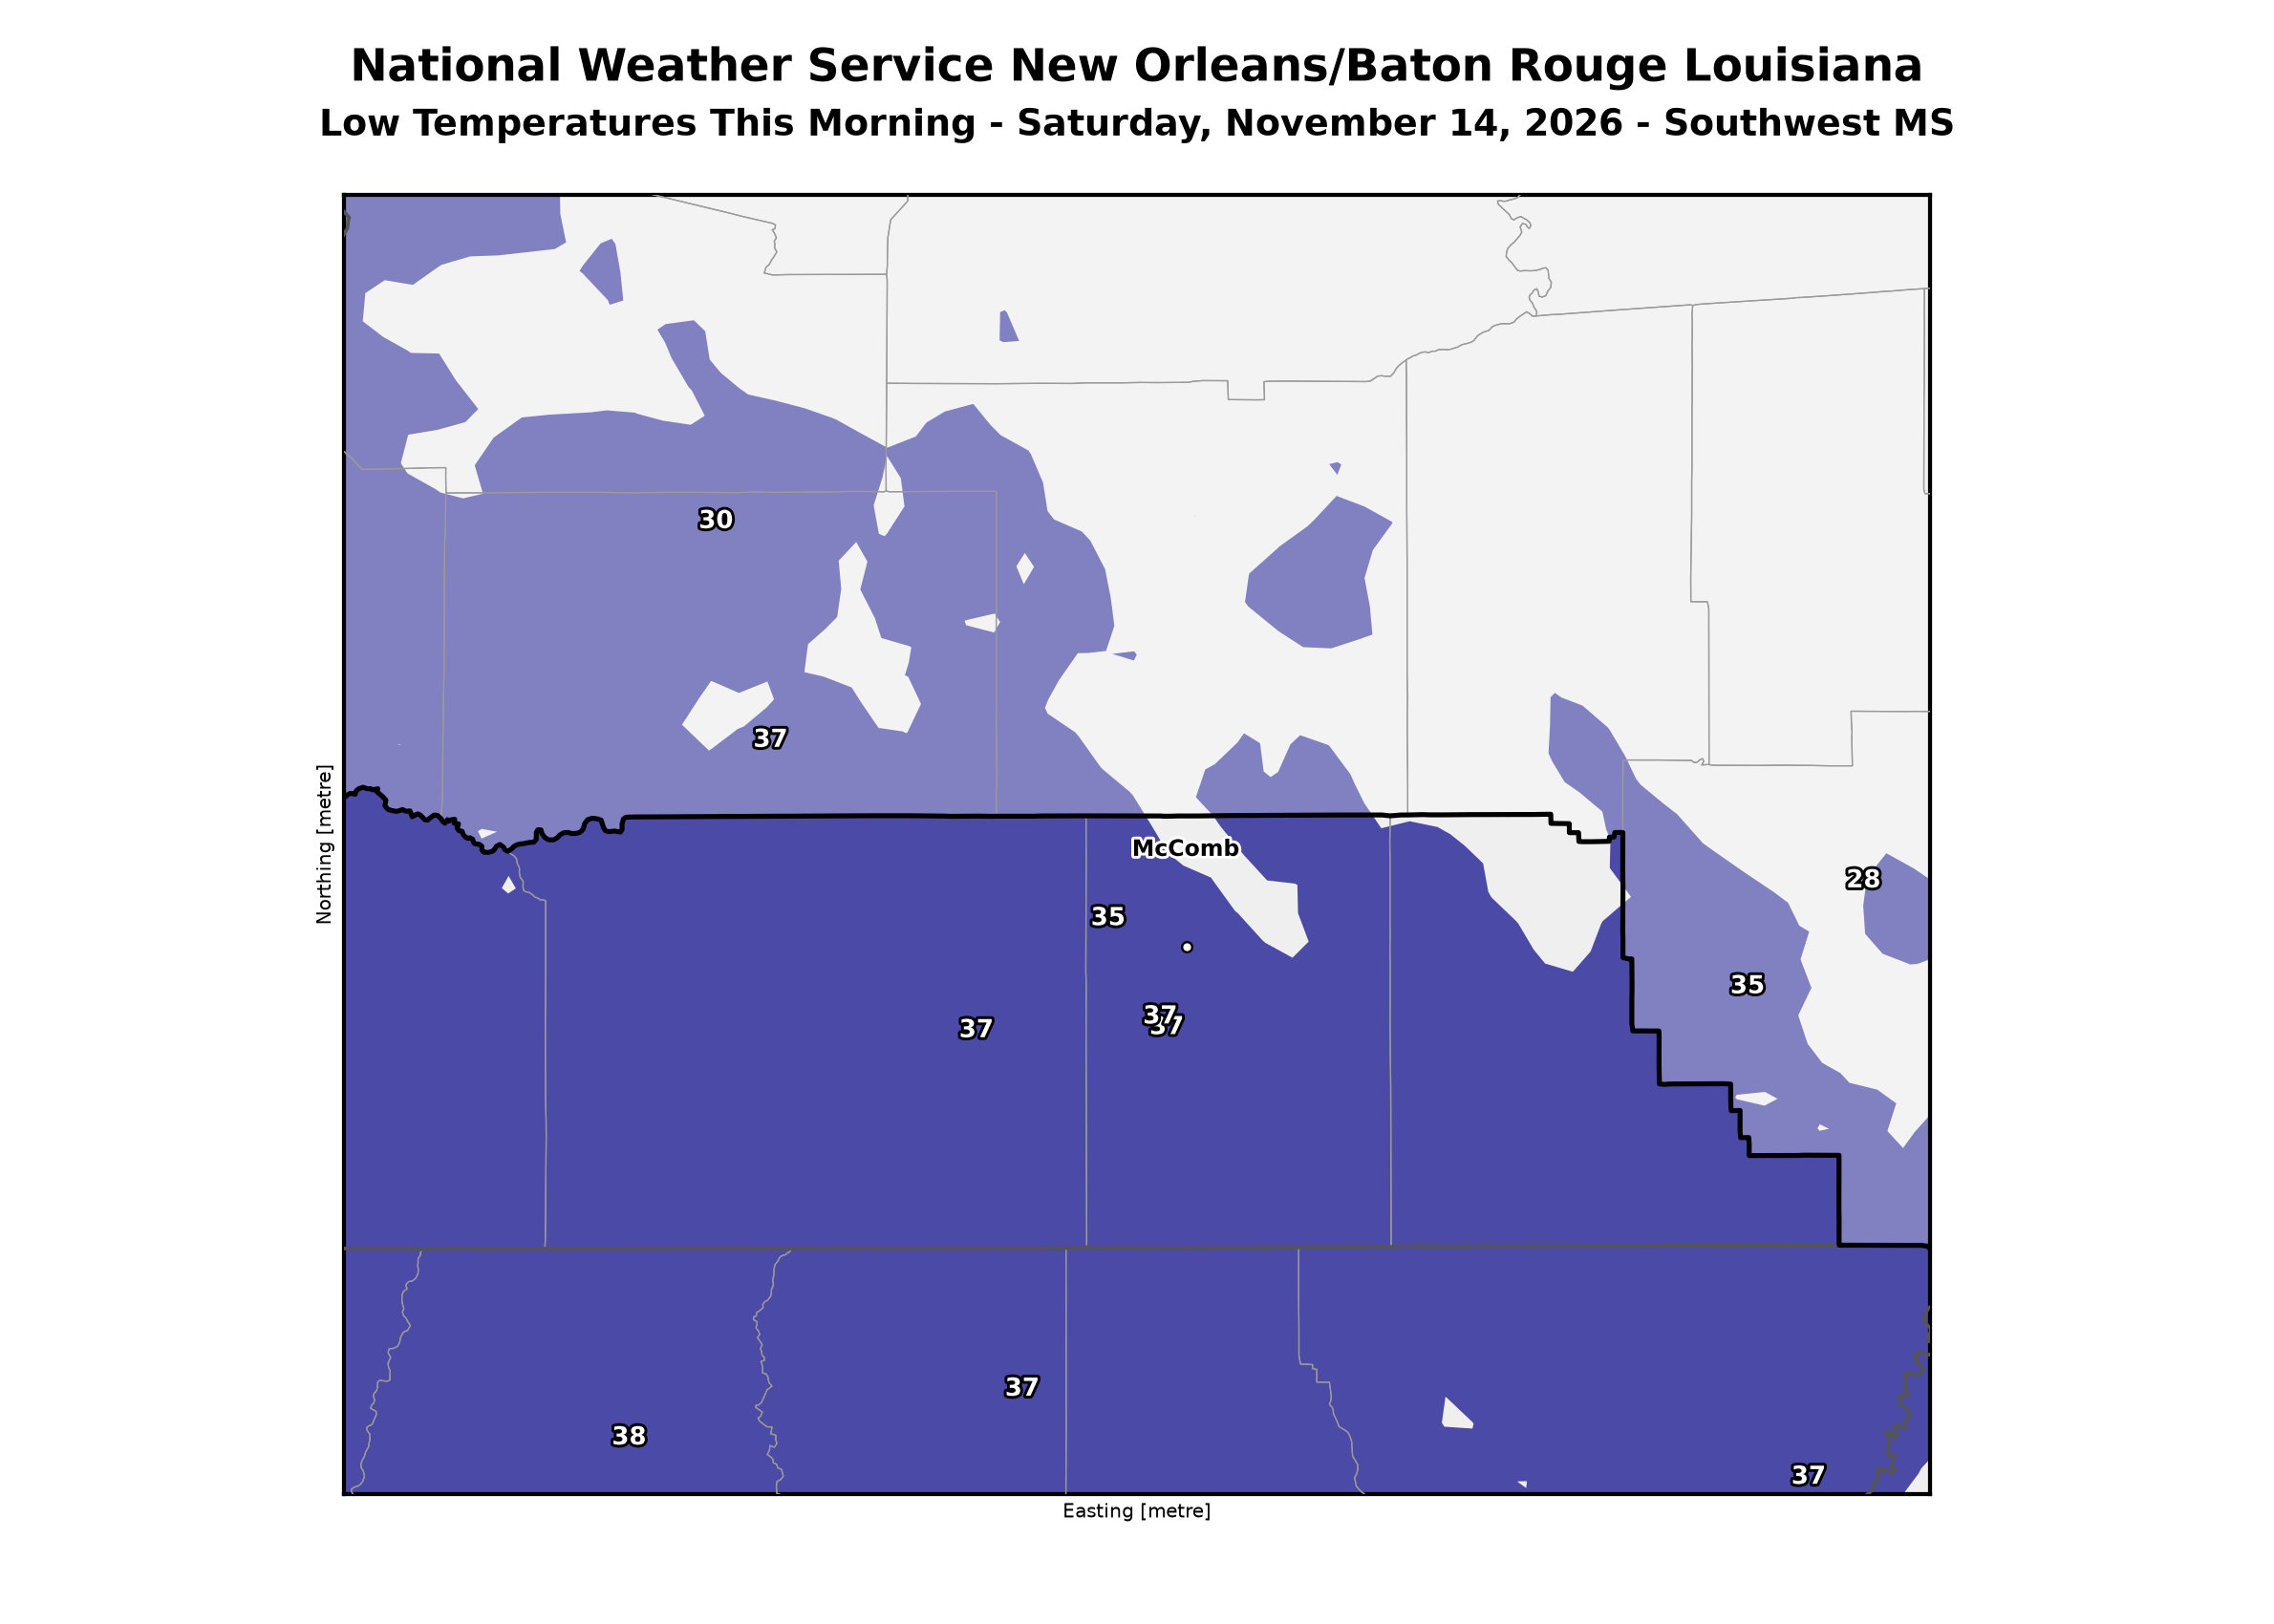 National Weather Service New Orleans/Baton Rouge Louisiana
Low Temperatures This Morning - Saturday, November 14, 2026 - Southwest MS
30
37
McComb
28
35
35
37
37
37
37
38
37
Northing [metre]
Easting [metre]